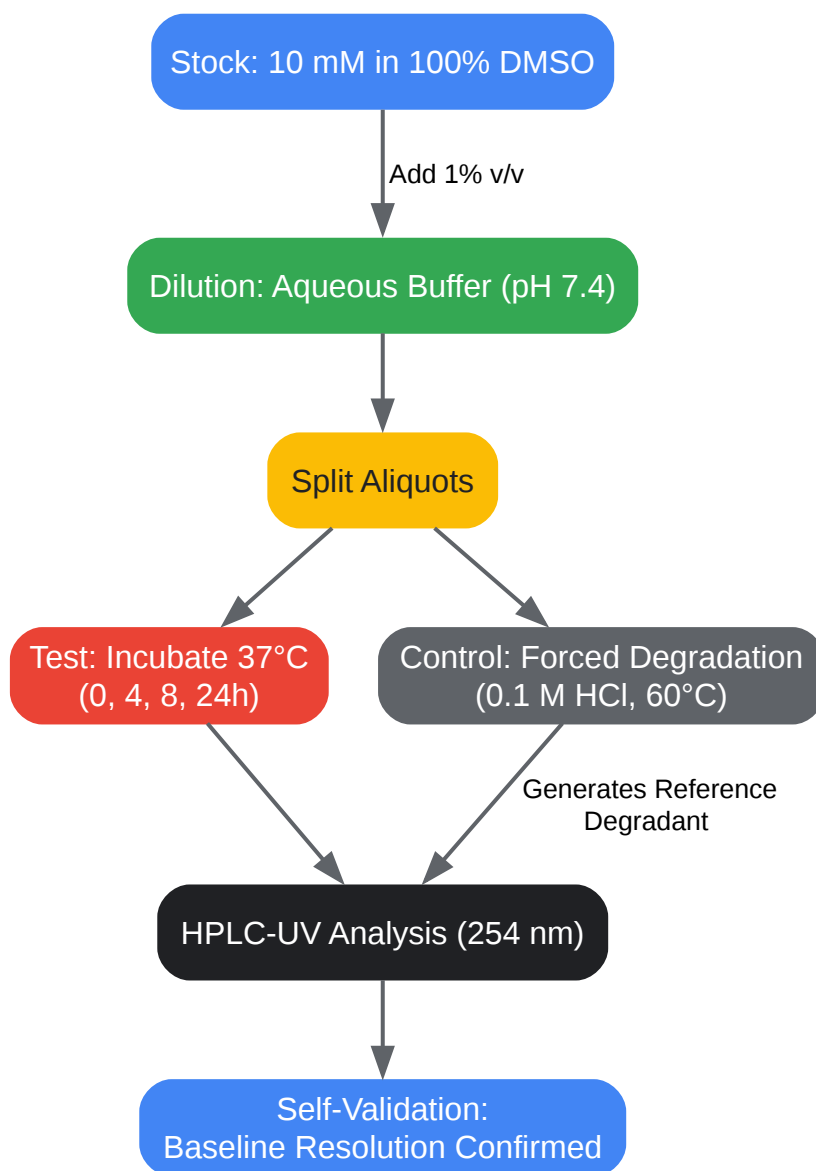 Stock: 10 mM in 100% DMSO
Add 1% v/v
Dilution: Aqueous Buffer (pH 7.4)
Split Aliquots
Test: Incubate 37°C
(0, 4, 8, 24h)
Control: Forced Degradation
(0.1 M HCl, 60°C)
Generates Reference
Degradant
HPLC-UV Analysis (254 nm)
Self-Validation:
Baseline Resolution Confirmed